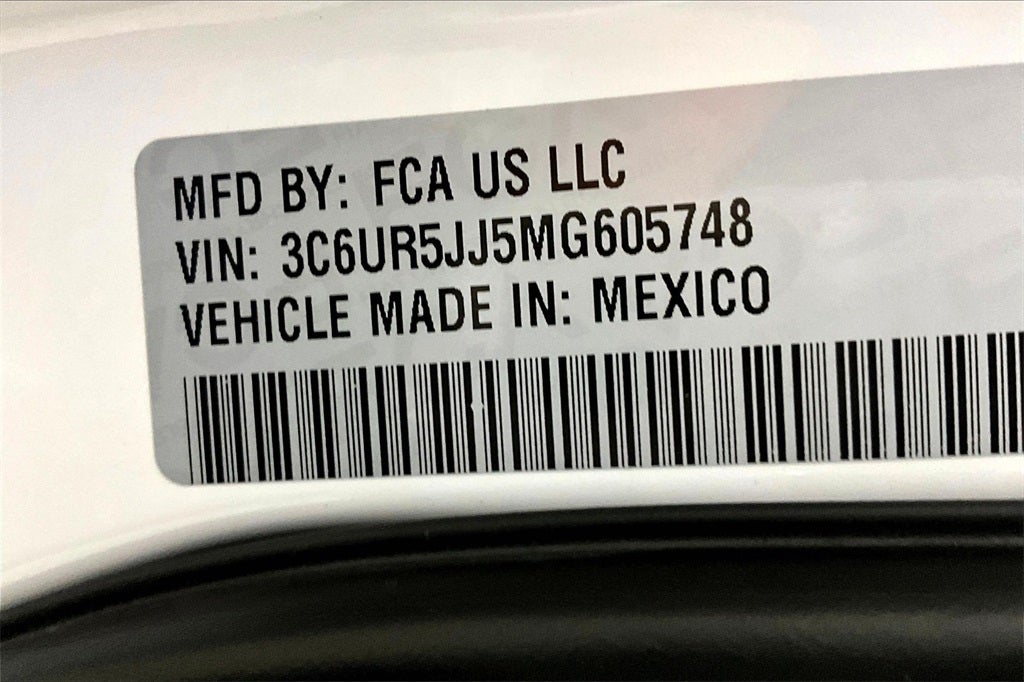 MFD BY: FCA US LLC
VIN: 3C6UR5JJ5MG605748
VEHICLE MADE IN: MEXICO